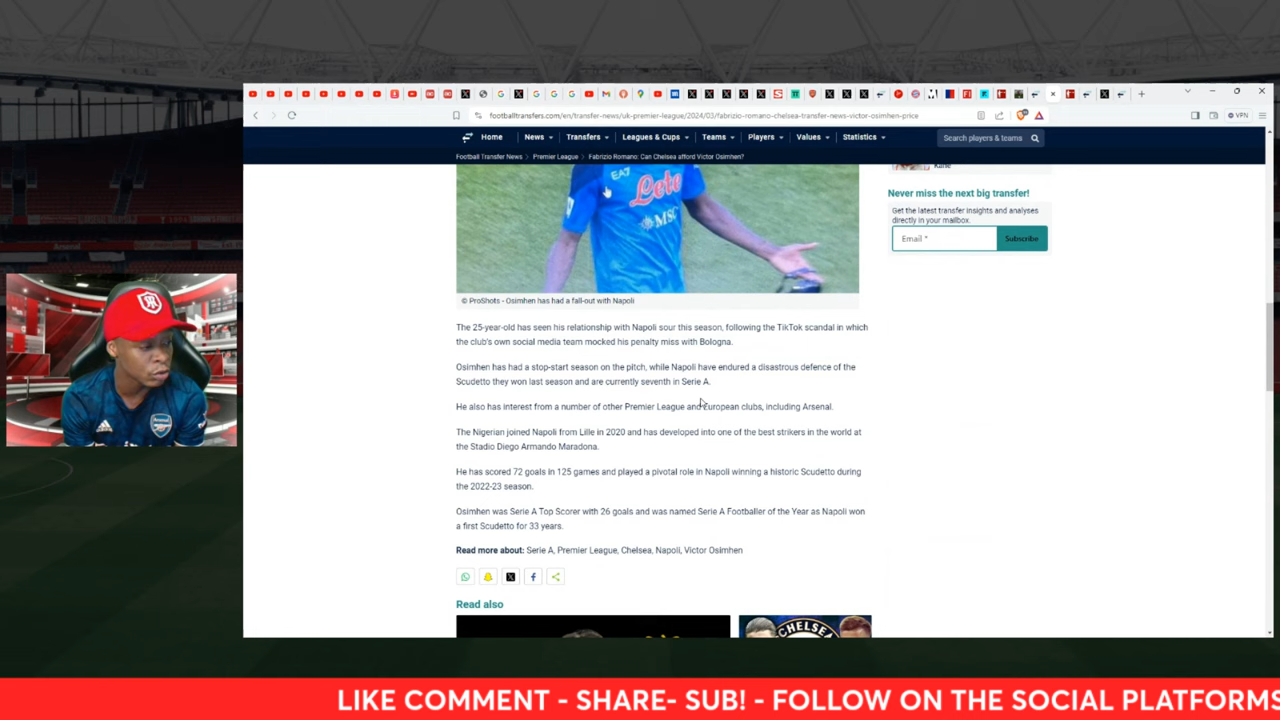 footballtransfers.com/en/transfer-news/uk-premier-league/2024/03/fabrizio-romano-chelsea-transfer-news-victor-osimhen-price
VPN
Home News Transfers Leagues & Cups Teams Players Values Statistics
Search players & teams
Football Transfer News > Premier League > Fabrizio Romano: Can Chelsea afford Victor Osimhen?
Kane
EA7
Lete
MSC
Never miss the next big transfer!
Get the latest transfer insights and analyses
directly in your mailbox.
Email *
Subscribe
© ProShots - Osimhen has had a fall-out with Napoli
The 25-year-old has seen his relationship with Napoli sour this season, following the TikTok scandal in which
the club's own social media team mocked his penalty miss with Bologna.
Osimhen has had a stop-start season on the pitch, while Napoli have endured a disastrous defence of the
Scudetto they won last season and are currently seventh in Serie A.
He also has interest from a number of other Premier League and European clubs, including Arsenal.
The Nigerian joined Napoli from Lille in 2020 and has developed into one of the best strikers in the world at
the Stadio Diego Armando Maradona.
He has scored 72 goals in 125 games and played a pivotal role in Napoli winning a historic Scudetto during
the 2022-23 season.
Osimhen was Serie A Top Scorer with 26 goals and was named Serie A Footballer of the Year as Napoli won
a first Scudetto for 33 years.
Read more about: Serie A, Premier League, Chelsea, Napoli, Victor Osimhen
Read also
CHELSEA
LIKE COMMENT - SHARE- SUB! - FOLLOW ON THE SOCIAL PLATFORMS